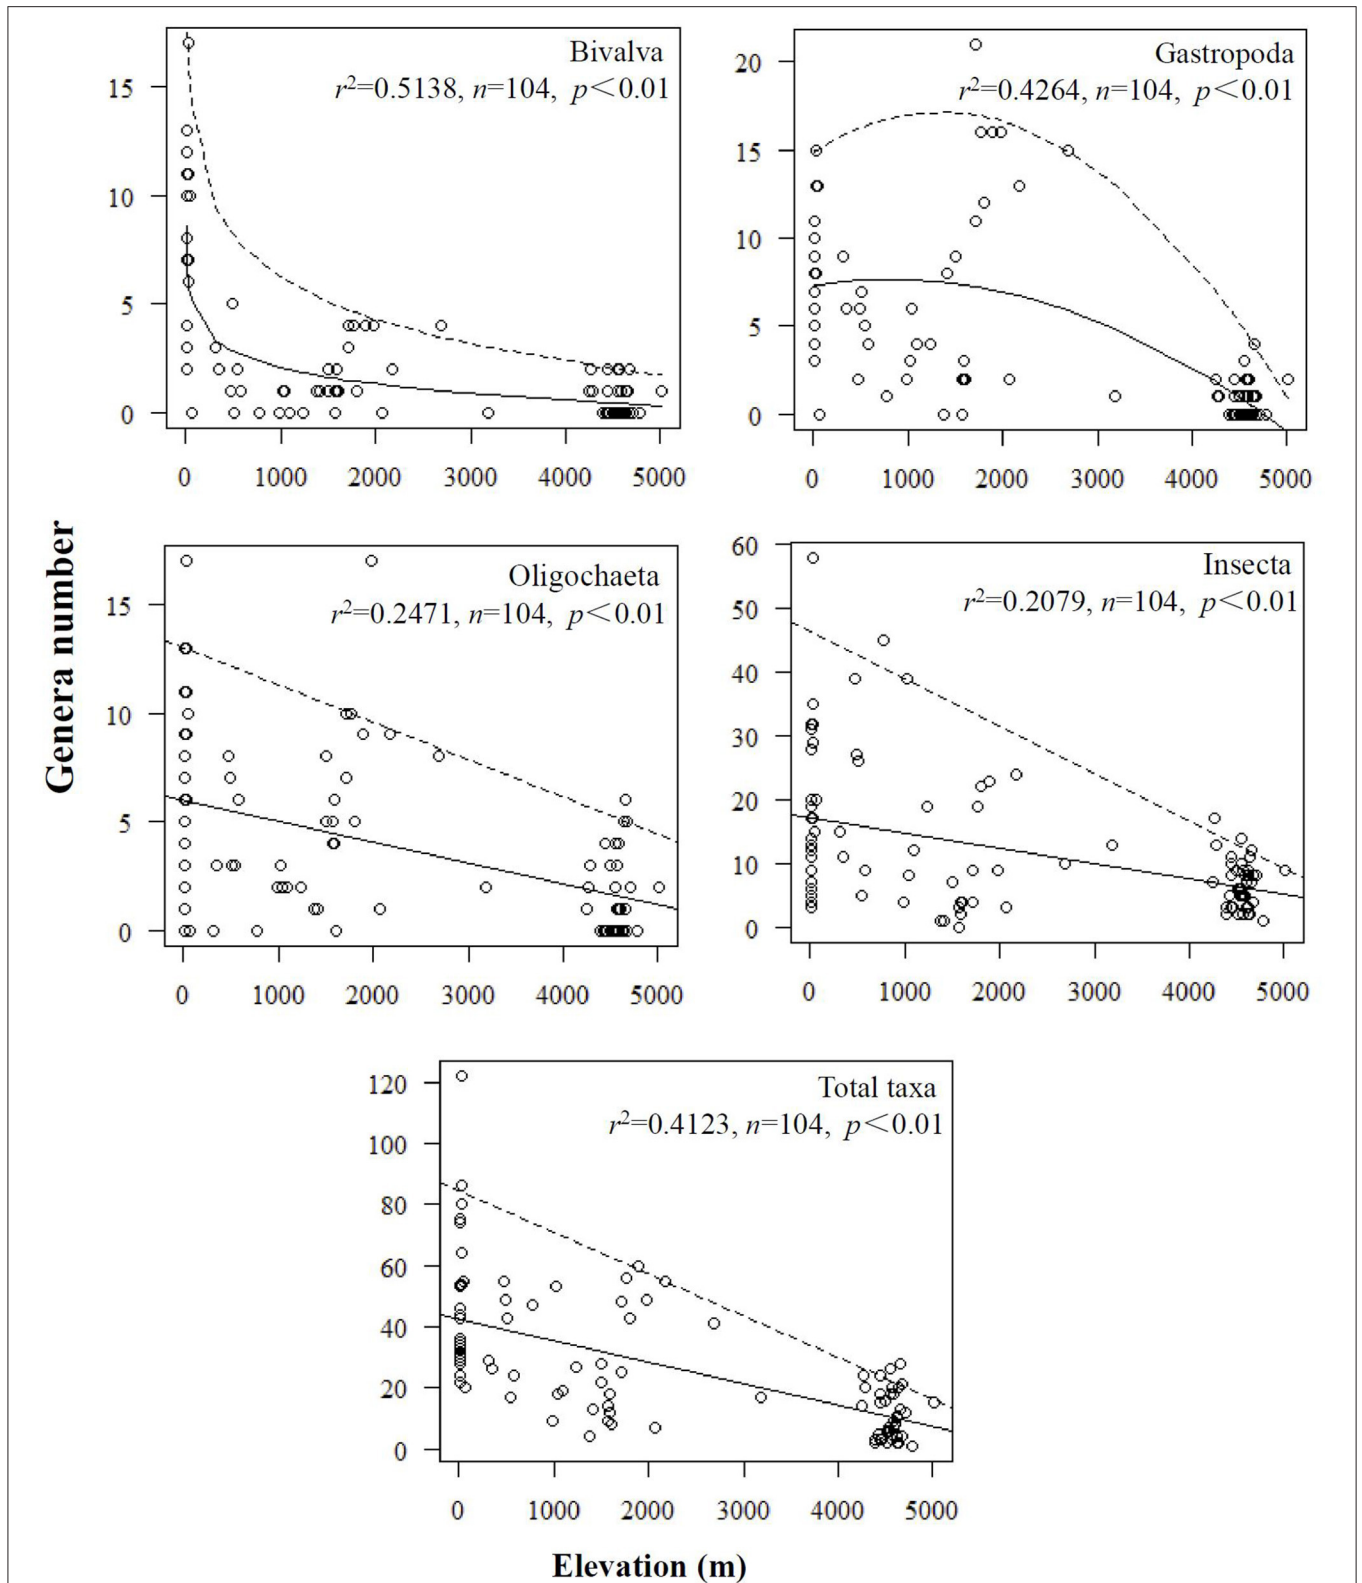 Bivalva
r²=0.5138, n=104, p<0.01
15
10
5
0
0 1000 2000 3000 4000 5000
Gastropoda
r²=0.4264, n=104, p<0.01
20
15
10
5
0
0 1000 2000 3000 4000 5000
Genera number
Oligochaeta
r²=0.2471, n=104, p<0.01
15
10
5
0
0 1000 2000 3000 4000 5000
Insecta
r²=0.2079, n=104, p<0.01
60
50
40
30
20
10
0
0 1000 2000 3000 4000 5000
Total taxa
r²=0.4123, n=104, p<0.01
120
100
80
60
40
20
0
0 1000 2000 3000 4000 5000
Elevation (m)